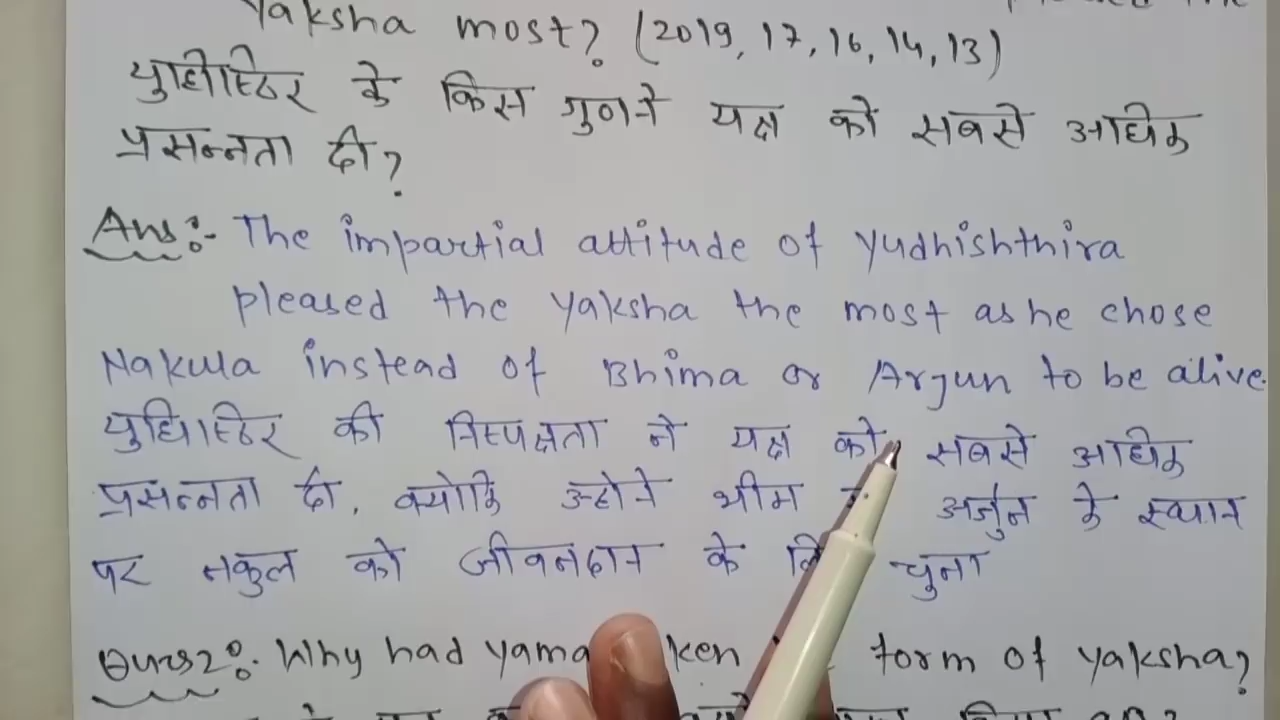 Yaksha most? (2019, 17, 16, 14, 13)
युधिष्ठिर के किस गुणने यक्ष को सबसे अधिक
प्रसन्नता दी?
Ans:- The impartial attitude of Yudhishthira
pleased the Yaksha the most as he chose
Nakula instead of Bhima or Arjun to be alive.
युधिष्ठिर की निष्पक्षता ने यक्ष को सबसे अधिक
प्रसन्नता दी, क्योंकि उन्होने भीम अर्जुन के स्थान
पर नकुल को जीवनदान के चुना
Ques2:- Why had yama form of yaksha?